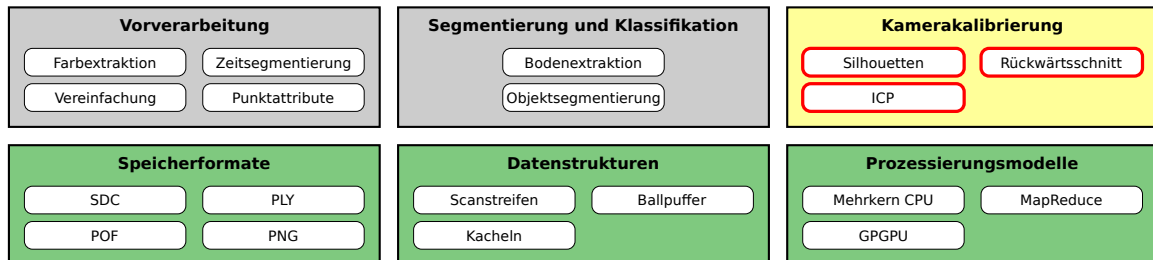 Vorverarbeitung
Farbextraktion
Zeitsegmentierung
Vereinfachung
Punktattribute
Segmentierung und Klassifikation
Bodenextraktion
Objektsegmentierung
Kamerakalibrierung
Silhouetten
Rückwärtsschnitt
ICP
Speicherformate
SDC
PLY
POF
PNG
Datenstrukturen
Scanstreifen
Ballpuffer
Kacheln
Prozessierungsmodelle
Mehrkern CPU
MapReduce
GPGPU